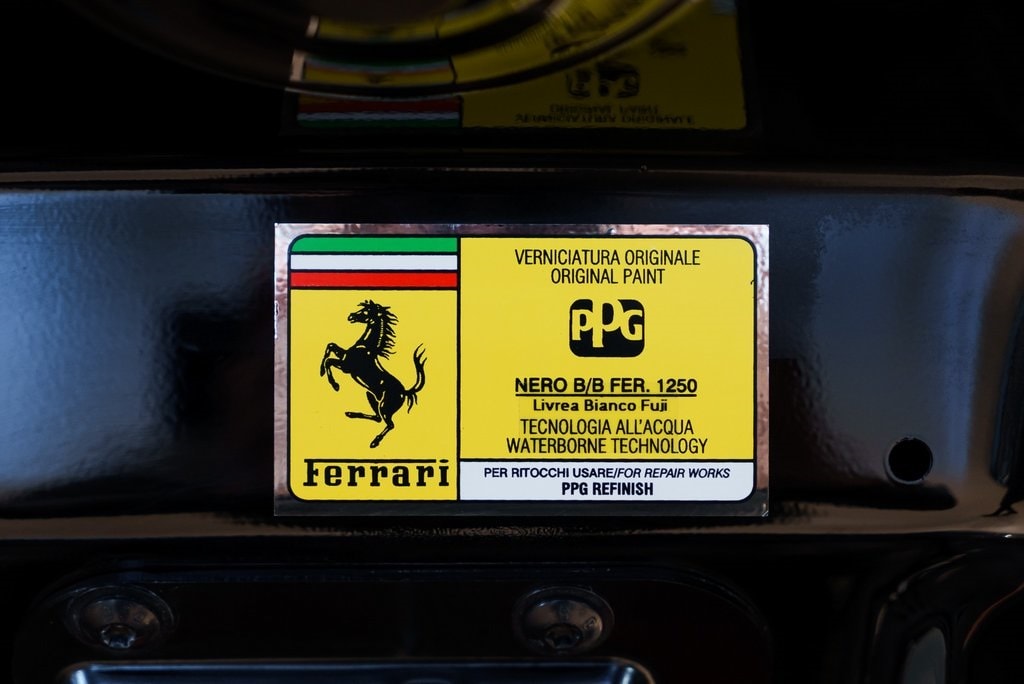 VERNICIATURA ORIGINALE
ORIGINAL PAINT
PPG
NERO B/B FER. 1250
Livrea Bianco Fuji
TECNOLOGIA ALL'ACQUA
WATERBORNE TECHNOLOGY
Ferrari
PER RITOCCHI USARE/FOR REPAIR WORKS
PPG REFINISH